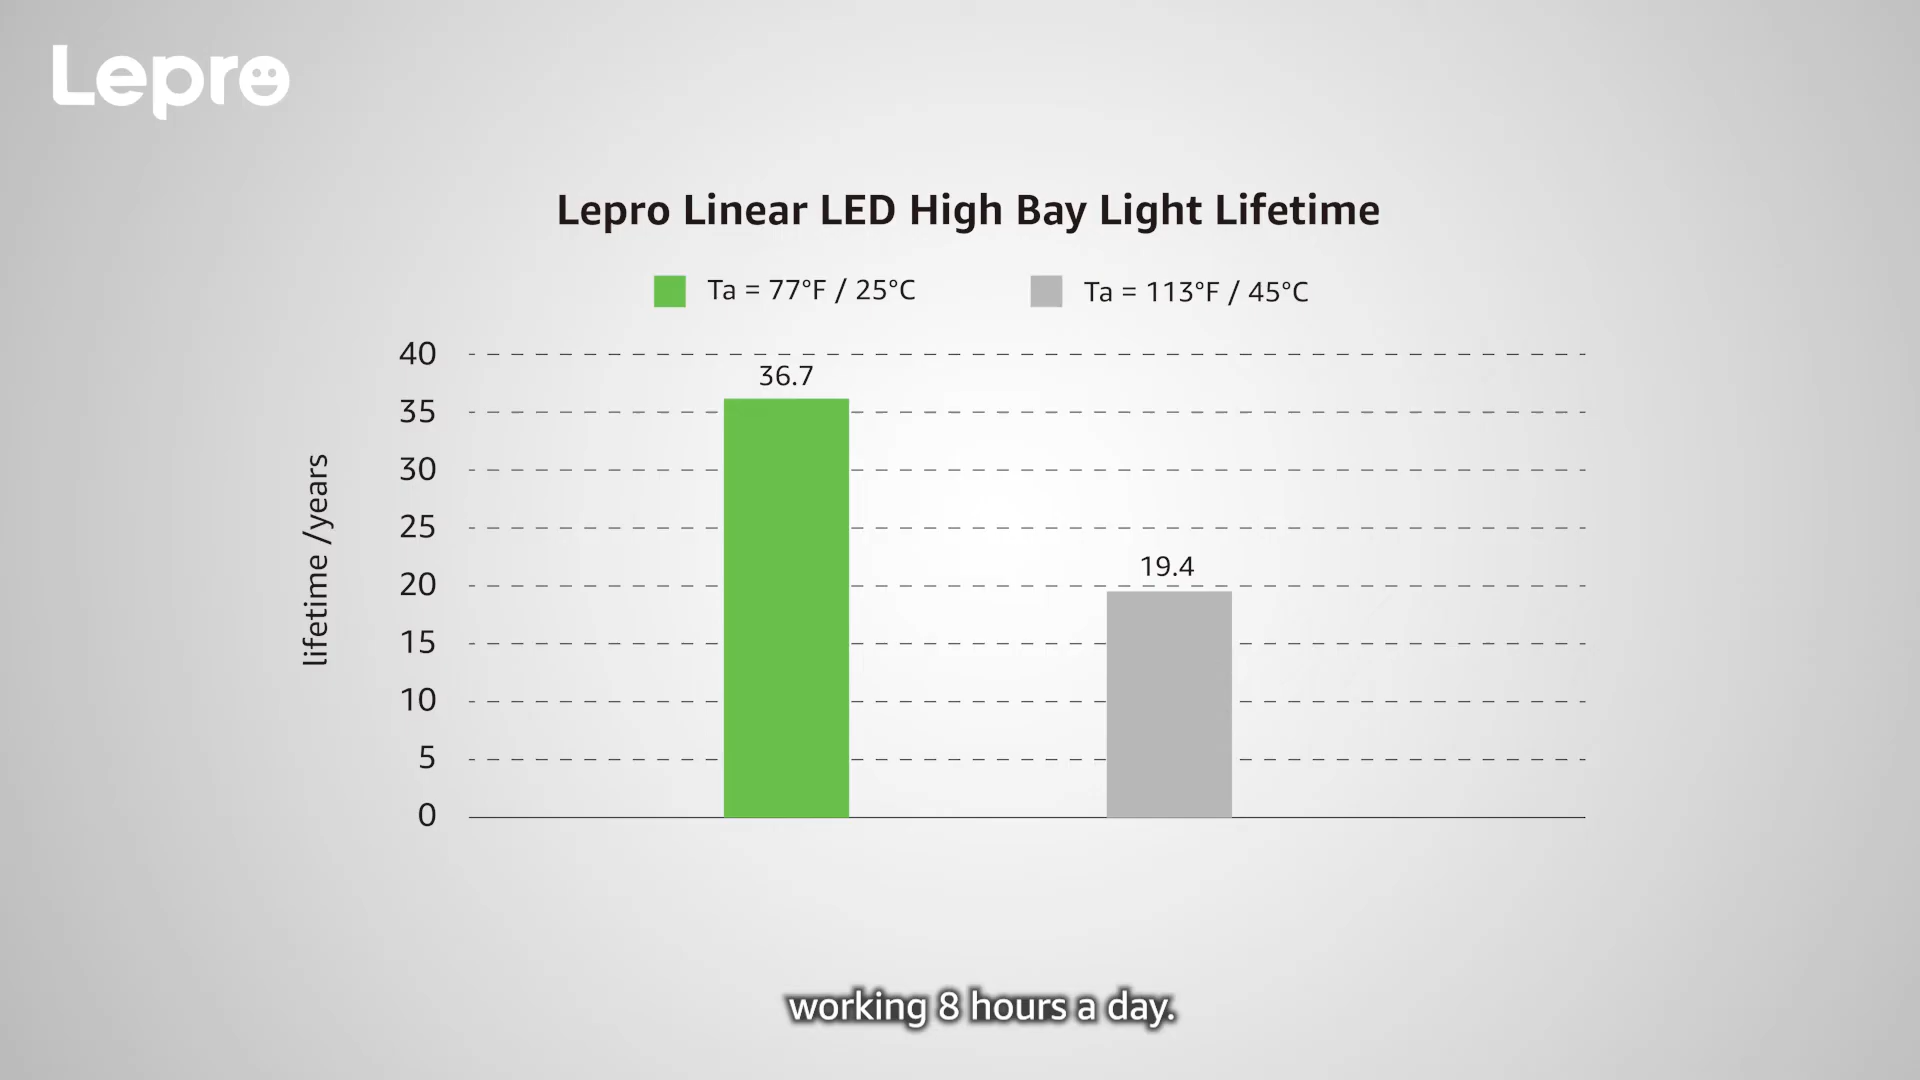 Lepro
Lepro Linear LED High Bay Light Lifetime
Ta = 77°F / 25°C
Ta = 113°F / 45°C
lifetime /years
40
35
30
25
20
15
10
5
0
36.7
19.4
working 8 hours a day.